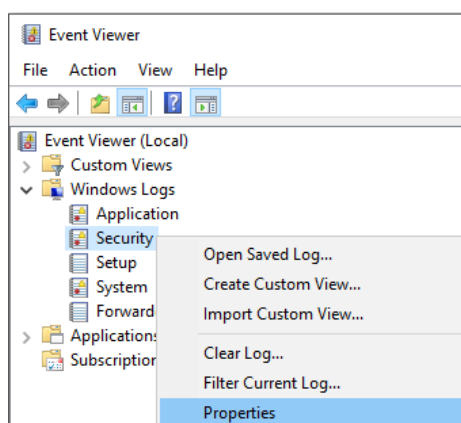 Event Viewer
File Action View Help
Event Viewer (Local)
Custom Views
Windows Logs
Application
Security
Setup
System
Forward
Applications
Subscription
Open Saved Log...
Create Custom View...
Import Custom View...
Clear Log...
Filter Current Log...
Properties